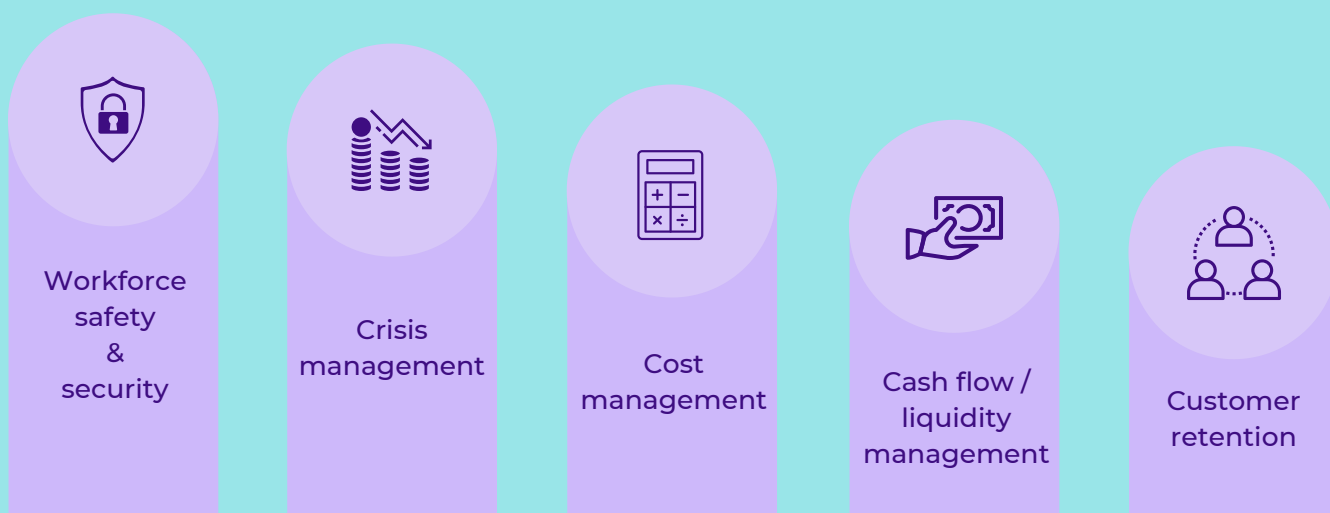 Workforce
safety
&
security
Crisis
management
Cost
management
Cash flow /
liquidity
management
Customer
retention